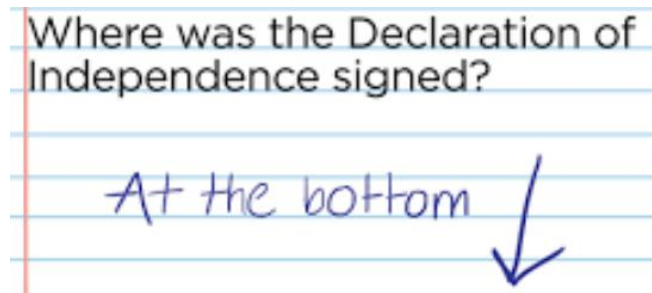 Where was the Declaration of
Independence signed?
At the bottom